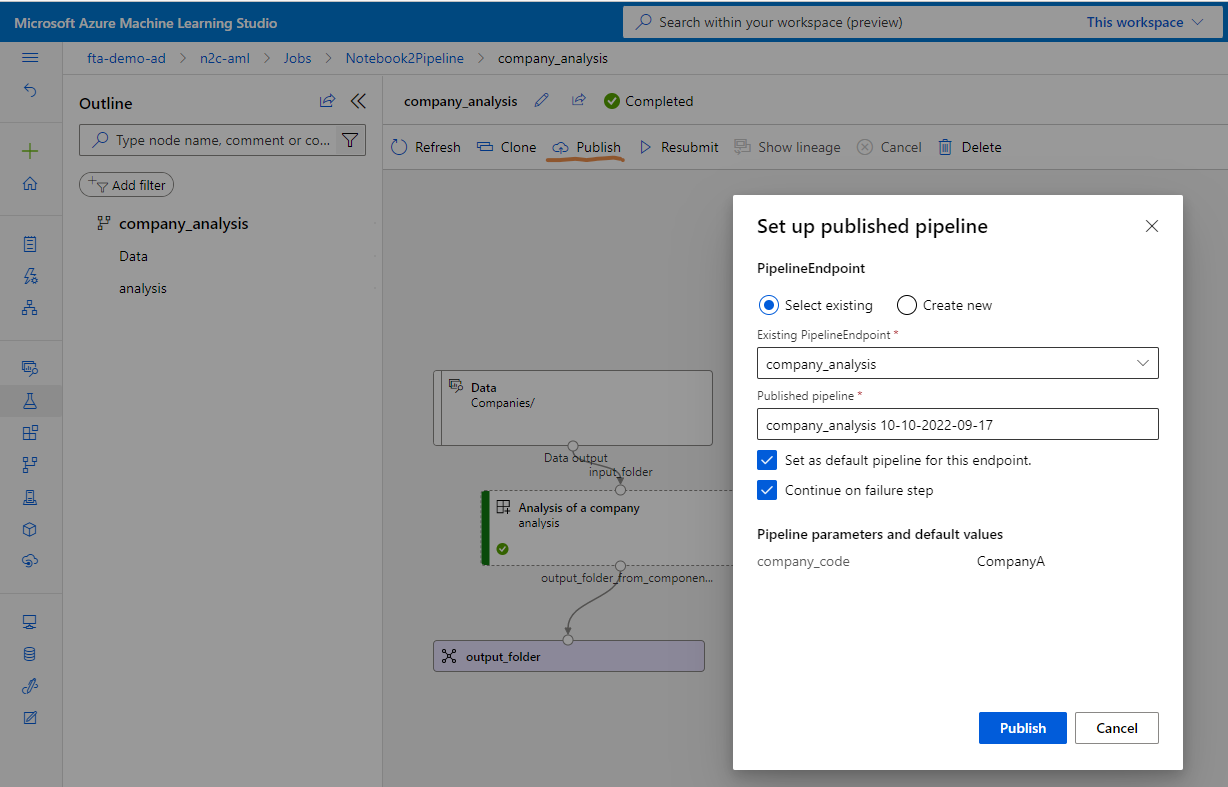 Microsoft Azure Machine Learning Studio
Search within your workspace (preview)
This workspace
fta-demo-ad > n2c-aml > Jobs > Notebook2Pipeline > company_analysis
Outline
Type node name, comment or co...
Add filter
company_analysis
Data
analysis
company_analysis
Completed
Refresh
Clone
Publish
Resubmit
Show lineage
Cancel
Delete
Data
Companies/
Data output
input_folder
Analysis of a company
analysis
output_folder_from_componen...
output_folder
Set up published pipeline
PipelineEndpoint
Select existing
Create new
Existing PipelineEndpoint *
company_analysis
Published pipeline *
company_analysis 10-10-2022-09-17
Set as default pipeline for this endpoint.
Continue on failure step
Pipeline parameters and default values
company_code CompanyA
Publish
Cancel